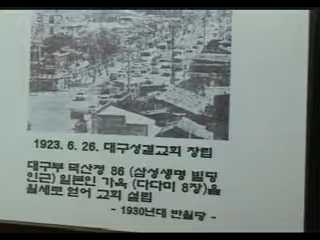 1923. 6. 26. 대구성결교회 창립
대구부 덕산정 86 (삼성생명 빌딩
인근) 일본인 가옥 (다다미 8장)을
월세로 얻어 교회 설립
- 1930년대 반월당 -